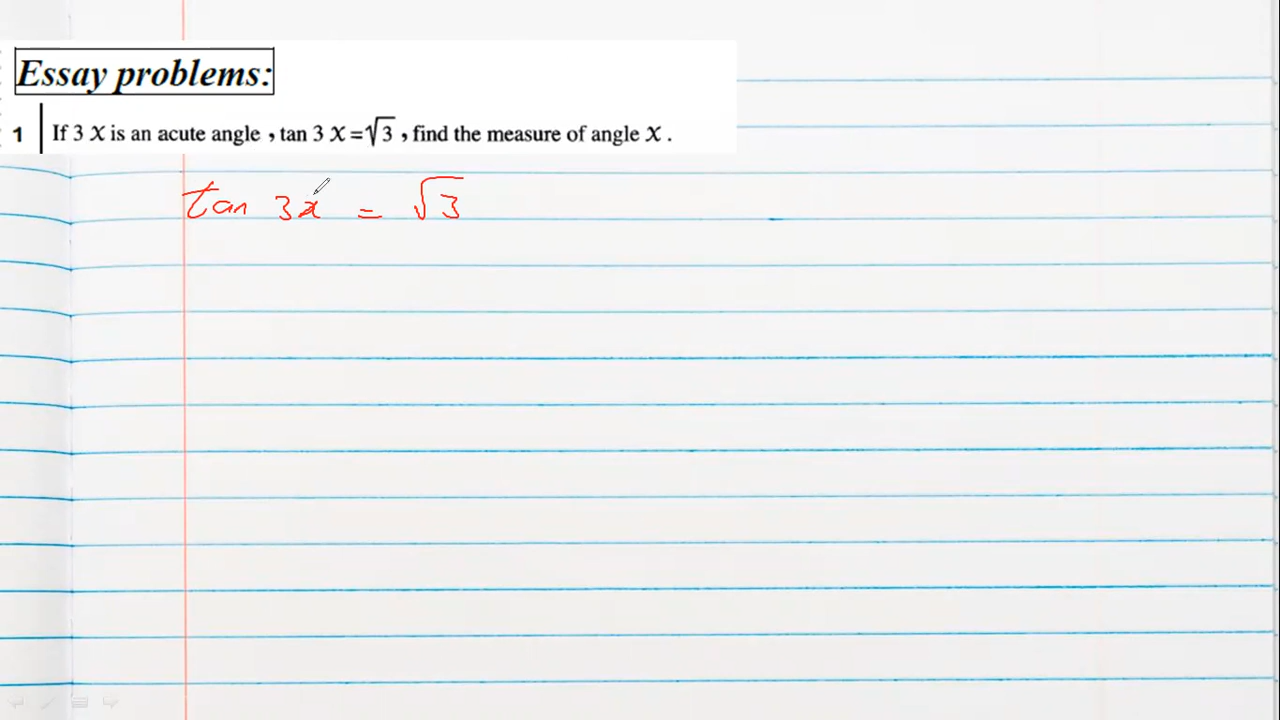 Essay problems:
1 If 3 X is an acute angle , tan 3 X = √3 , find the measure of angle X .
tan 3x = √3